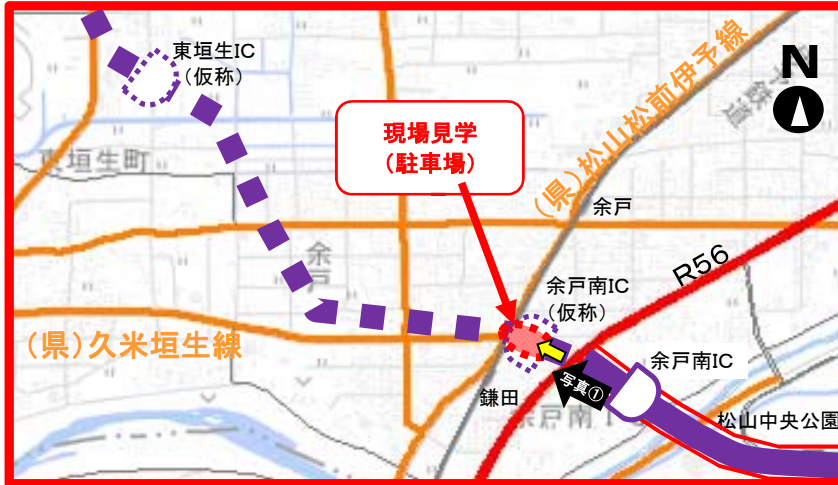 東垣生IC
(仮称)
(県)松山松前伊予線
N
現場見学
(駐車場)
東垣生町
余戸
余戸
R56
余戸南IC
(仮称)
(県)久米垣生線
余戸南IC
写真①
鎌田
松山中央公園